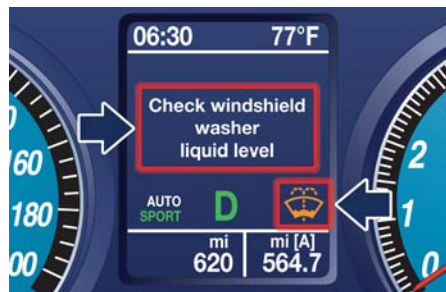 06:30 77°F
Check windshield
washer
liquid level
160
180
AUTO
SPORT
D
mi
620
mi [A]
564.7
2
1
0